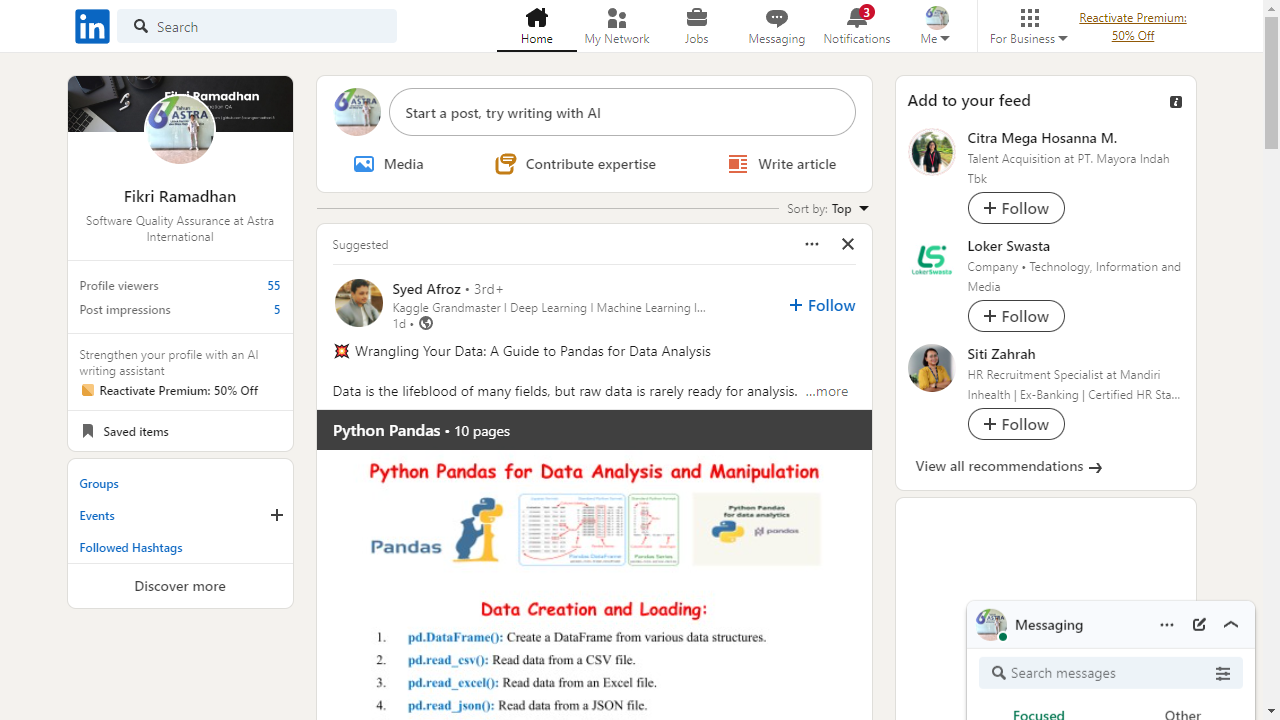 in
Search
Home
My Network
Jobs
Messaging
3
Notifications
Me
For Business
Reactivate Premium:
50% Off
Fikri Ramadhan
Tahun
67 ASTRA
Fikri Ramadhan
Software Quality Assurance at Astra
International
Profile viewers 55
Post impressions 5
Strengthen your profile with an AI
writing assistant
Reactivate Premium: 50% Off
Saved items
Groups
Events
Followed Hashtags
Discover more
Start a post, try writing with AI
Media
Contribute expertise
Write article
Sort by: Top
Suggested
Syed Afroz • 3rd+
Kaggle Grandmaster l Deep Learning l Machine Learning l...
1d •
+ Follow
💥 Wrangling Your Data: A Guide to Pandas for Data Analysis
Data is the lifeblood of many fields, but raw data is rarely ready for analysis. ...more
Python Pandas • 10 pages
Python Pandas for Data Analysis and Manipulation
Pandas
Python Pandas
for data analytics
pandas
Data Creation and Loading:
1. pd.DataFrame(): Create a DataFrame from various data structures.
2. pd.read_csv(): Read data from a CSV file.
3. pd.read_excel(): Read data from an Excel file.
4. pd.read_json(): Read data from a JSON file.
Add to your feed
Citra Mega Hosanna M.
Talent Acquisition at PT. Mayora Indah
Tbk
+ Follow
LokerSwasta
Loker Swasta
Company • Technology, Information and
Media
+ Follow
Siti Zahrah
HR Recruitment Specialist at Mandiri
Inhealth | Ex-Banking | Certified HR Sta...
+ Follow
View all recommendations →
Messaging
Search messages
Focused
Other